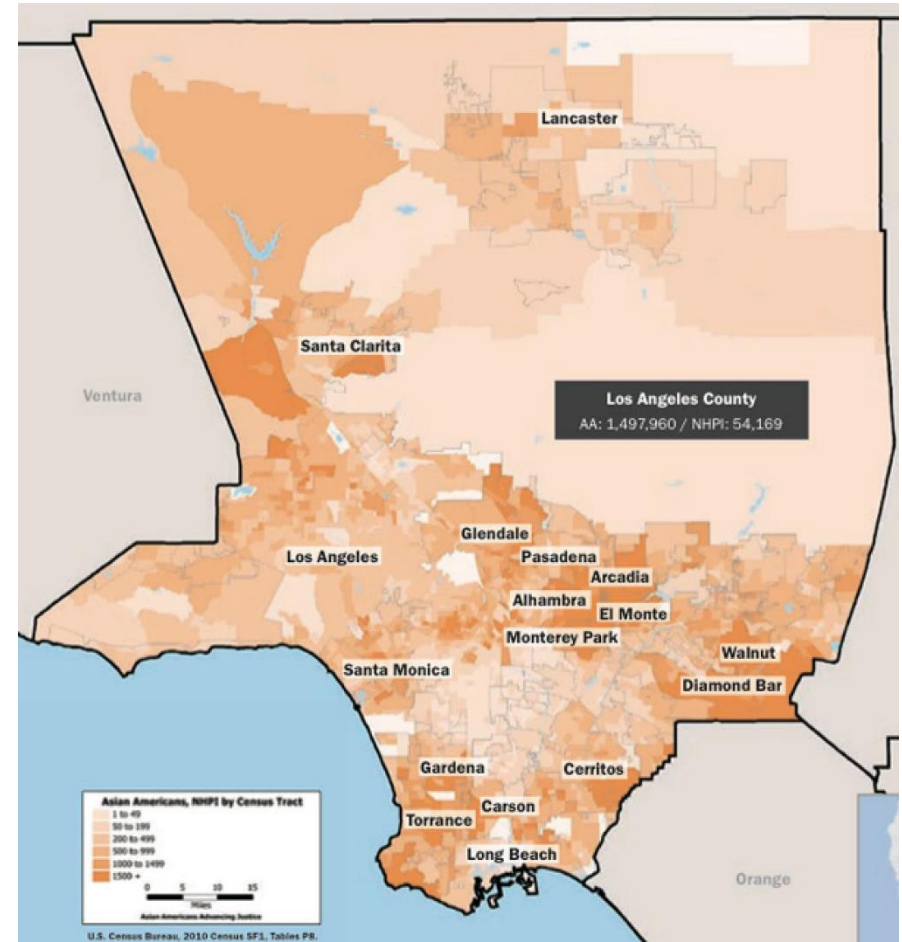 Lancaster
Santa Clarita
Ventura
Los Angeles County
AA: 1,497,960 / NHPI: 54,169
Glendale
Los Angeles
Pasadena
Arcadia
Alhambra
El Monte
Monterey Park
Walnut
Santa Monica
Diamond Bar
Gardena
Cerritos
Carson
Torrance
Long Beach
Orange
Asian Americans, NHPI by Census Tract
1 to 49
50 to 199
200 to 499
500 to 999
1000 to 1499
1500 +
0 5 10 15
Miles
Asian Americans Advancing Justice
U.S. Census Bureau, 2010 Census SF1, Tables P8.